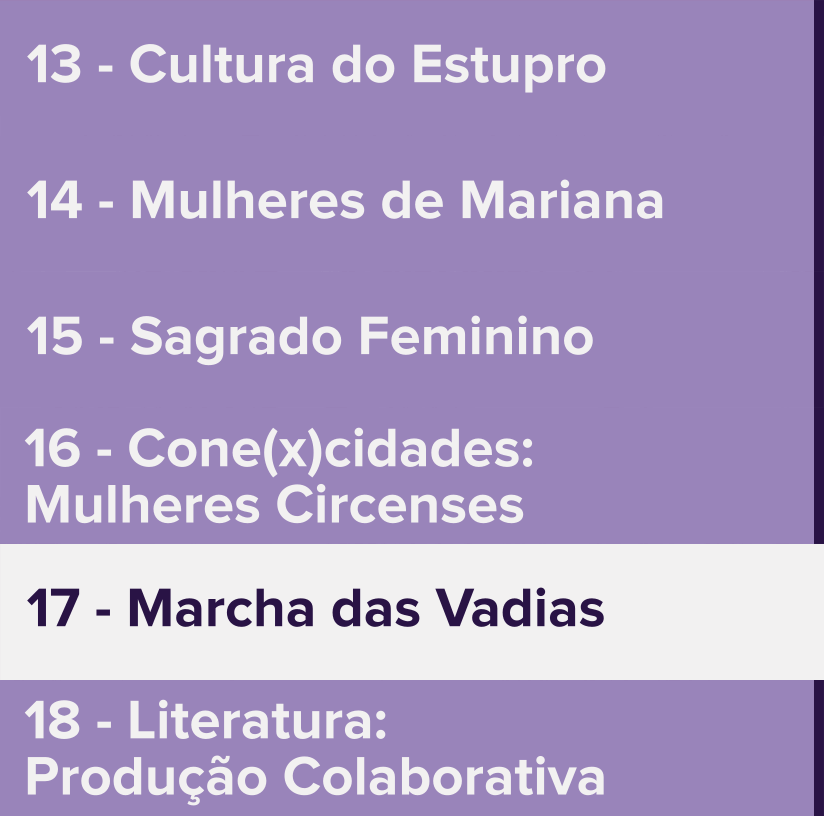 13 - Cultura do Estupro
14 - Mulheres de Mariana
15 - Sagrado Feminino
16 - Cone(x)cidades:
Mulheres Circenses
17 - Marcha das Vadias
18 - Literatura:
Produção Colaborativa